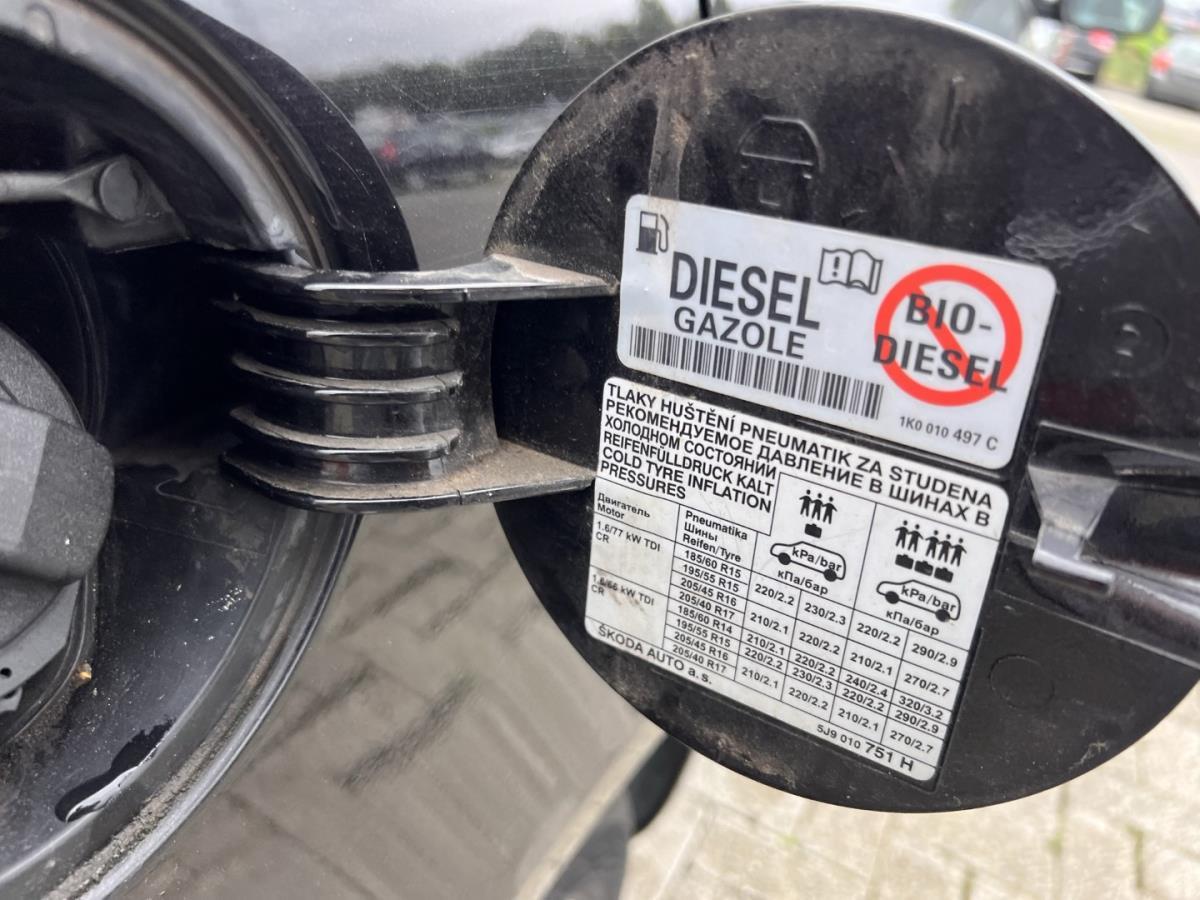 DIESEL
GAZOLE
BIO-
DIESEL
1K0 010 497 C
TLAKY HUŠTĚNÍ PNEUMATIK ZA STUDENA
РЕКОМЕНДУЕМОЕ ДАВЛЕНИЕ В ШИНАХ В
ХОЛОДНОМ СОСТОЯНИИ
REIFENFÜLLDRUCK KALT
COLD TYRE INFLATION
PRESSURES
Двигатель
Motor
Pneumatika
Шины
Reifen/Tyre
kPa/bar
кПа/бар
kPa/bar
кПа/бар
1.6/77 kW TDI
CR
185/60 R15
195/55 R15
220/2.2 230/2.3 220/2.2 290/2.9
205/45 R16
205/40 R17
210/2.1 220/2.2 210/2.1 270/2.7
1.6/66 kW TDI
CR
185/60 R14 210/2.1 220/2.2 240/2.4 320/3.2
195/55 R15 220/2.2 230/2.3 220/2.2 290/2.9
205/45 R16
205/40 R17
210/2.1 220/2.2 210/2.1 270/2.7
ŠKODA AUTO a.s.
5J9 010 751 H